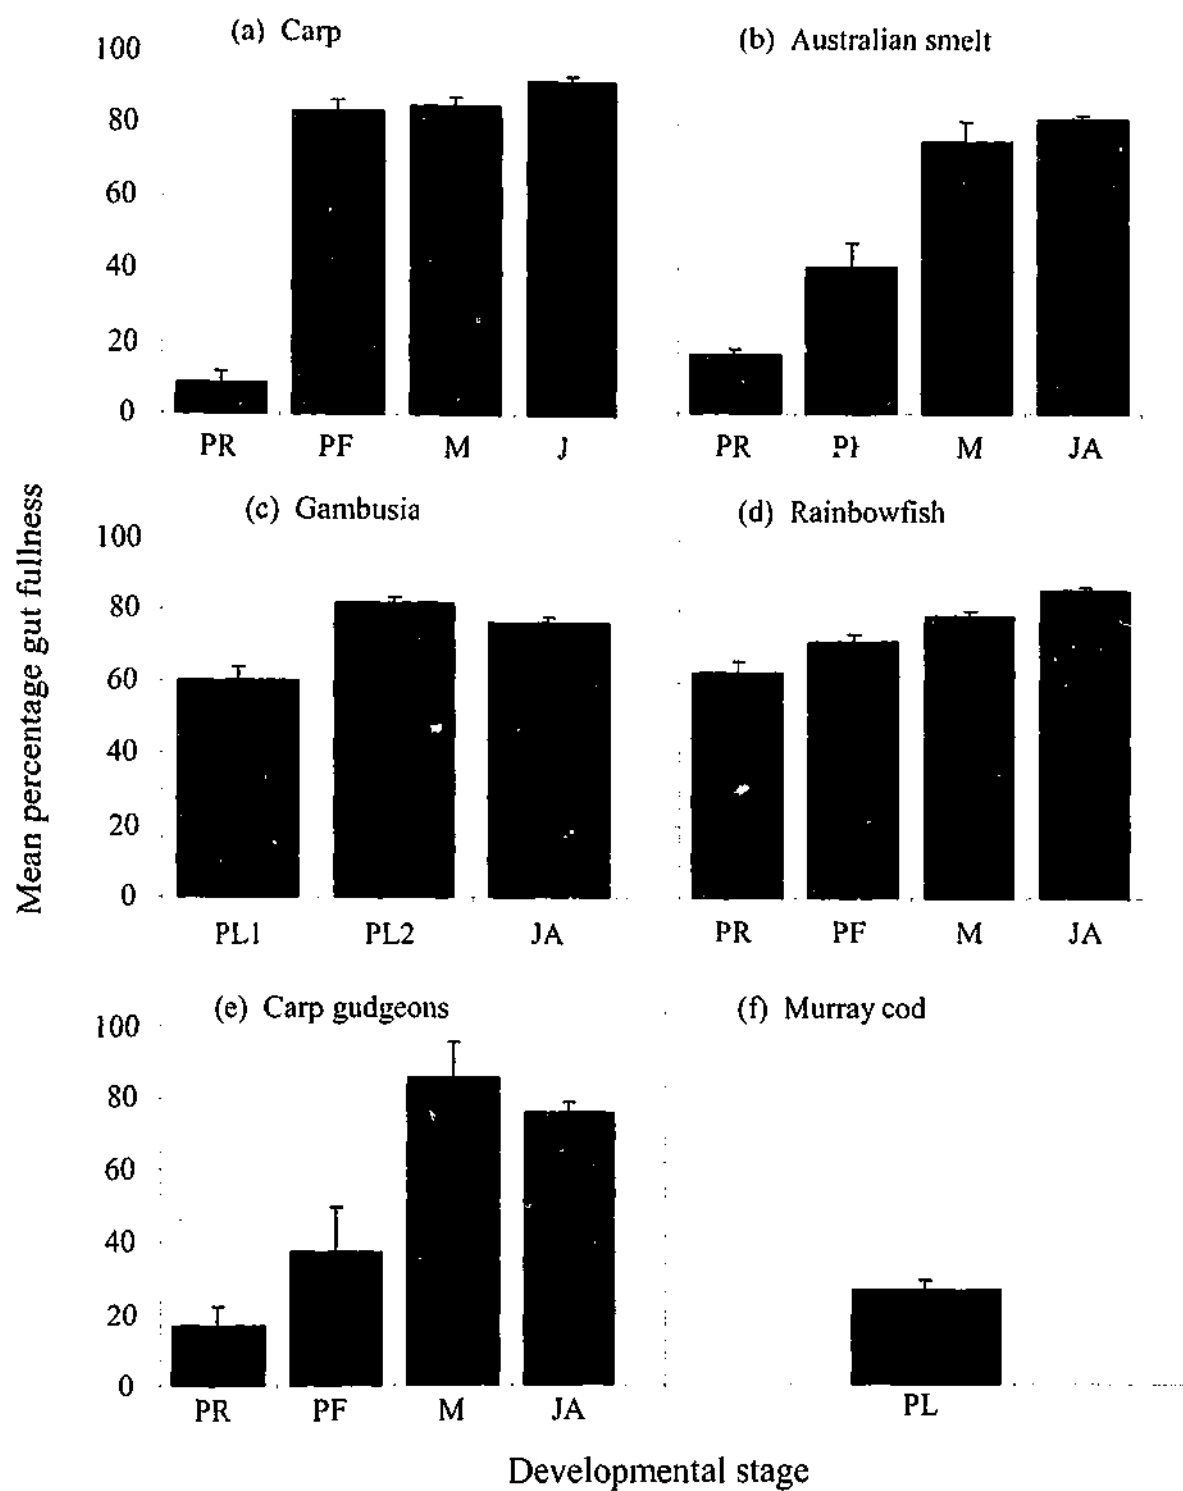 (a) Carp
100
80
60
40
20
0
PR PF M J
(b) Australian smelt
PR PF M JA
Mean percentage gut fullness
(c) Gambusia
100
80
60
40
20
0
PL1 PL2 JA
(d) Rainbowfish
PR PF M JA
(e) Carp gudgeons
100
80
60
40
20
0
PR PF M JA
(f) Murray cod
PL
Developmental stage